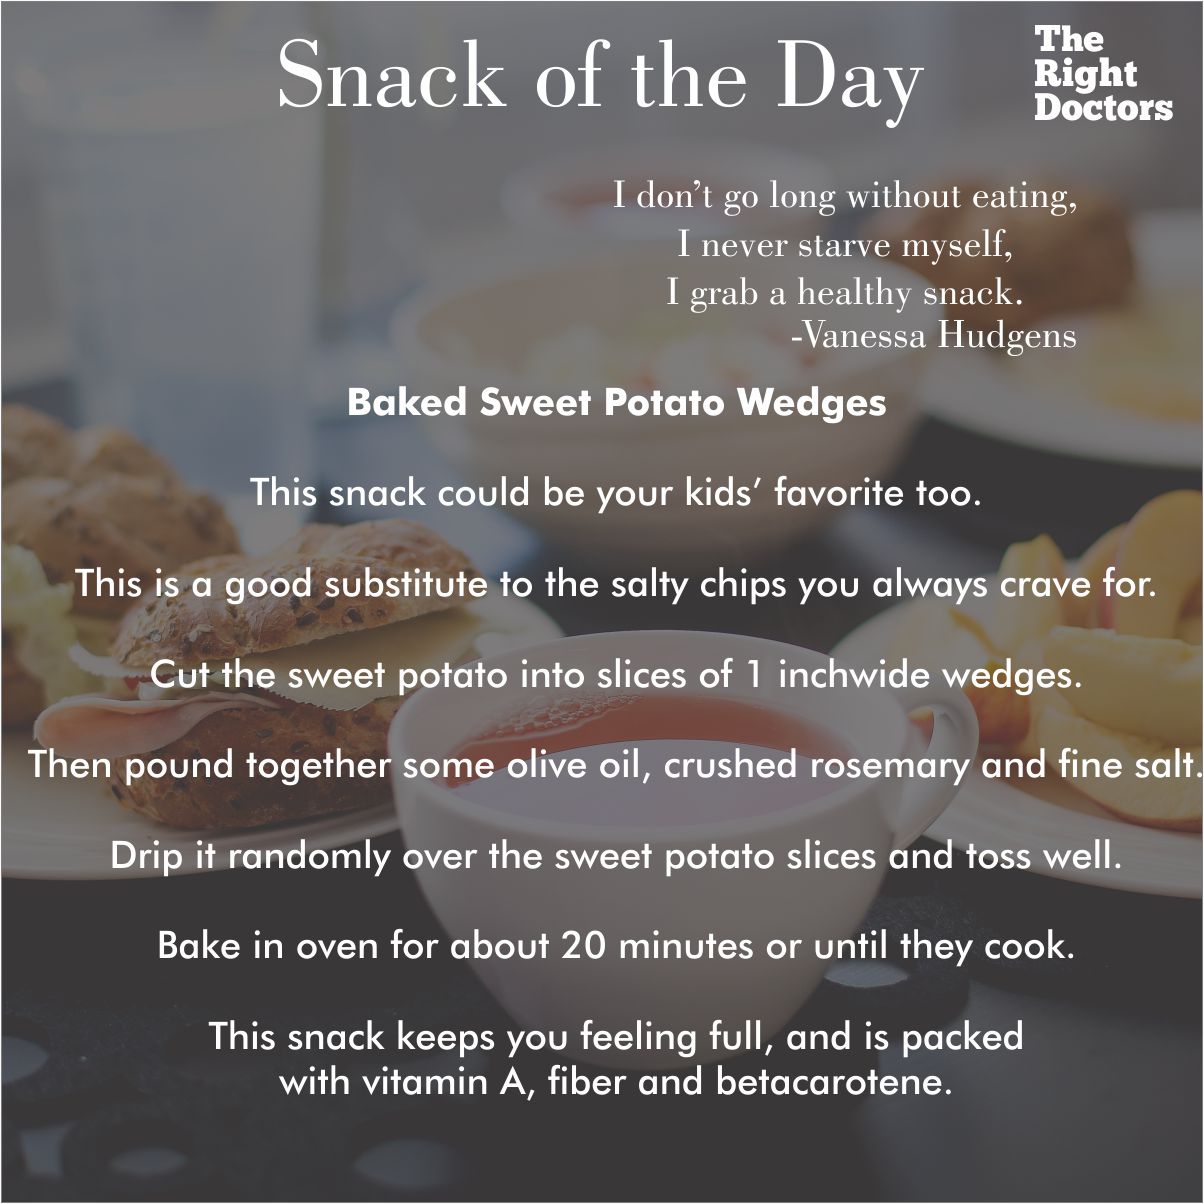 Snack of the Day
The
Right
Doctors
I don’t go long without eating,
I never starve myself,
I grab a healthy snack.
-Vanessa Hudgens
Baked Sweet Potato Wedges
This snack could be your kids’ favorite too.
This is a good substitute to the salty chips you always crave for.
Cut the sweet potato into slices of 1 inchwide wedges.
Then pound together some olive oil, crushed rosemary and fine salt.
Drip it randomly over the sweet potato slices and toss well.
Bake in oven for about 20 minutes or until they cook.
This snack keeps you feeling full, and is packed
with vitamin A, fiber and betacarotene.